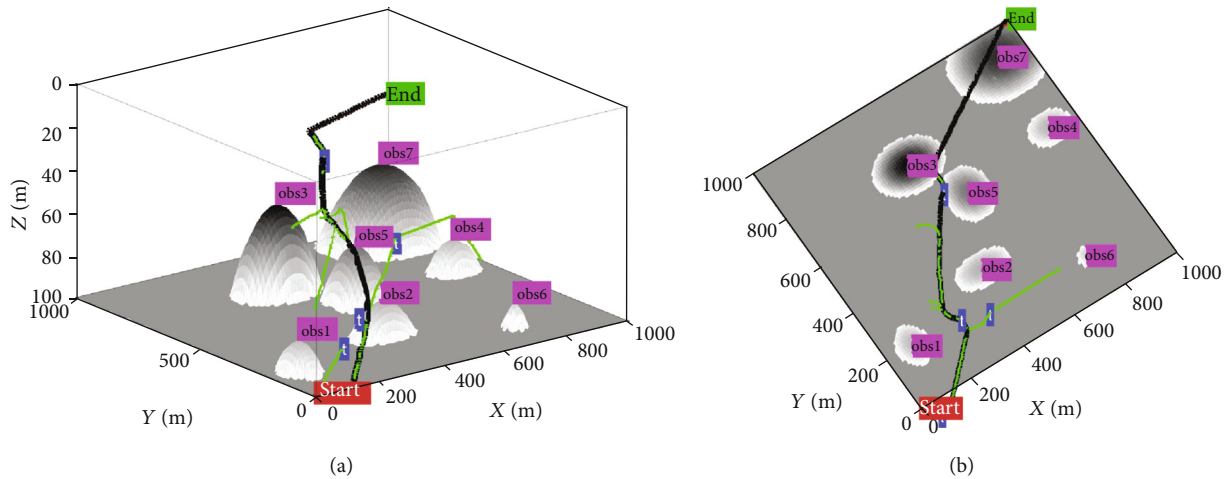 0
20
40
60
80
100
Z (m)
1000
500
0
Y (m)
0
200
400
600
800
1000
X (m)
End
obs7
obs3
obs5
obs4
t
obs2
obs6
t
obs1
t
Start
(a)
End
obs7
obs4
obs3
obs5
obs6
obs2
t
obs1
Start
1000
800
600
400
200
0
Y (m)
0
200
400
600
800
1000
X (m)
(b)